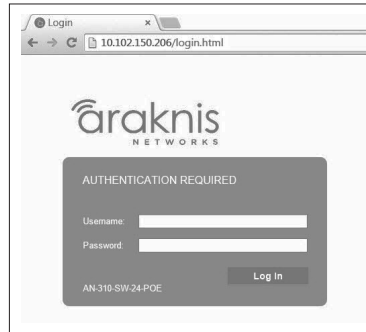 Login
10.102.150.206/login.html
araknis
NETWORKS
AUTHENTICATION REQUIRED
Username:
Password:
Log In
AN-310-SW-24-POE